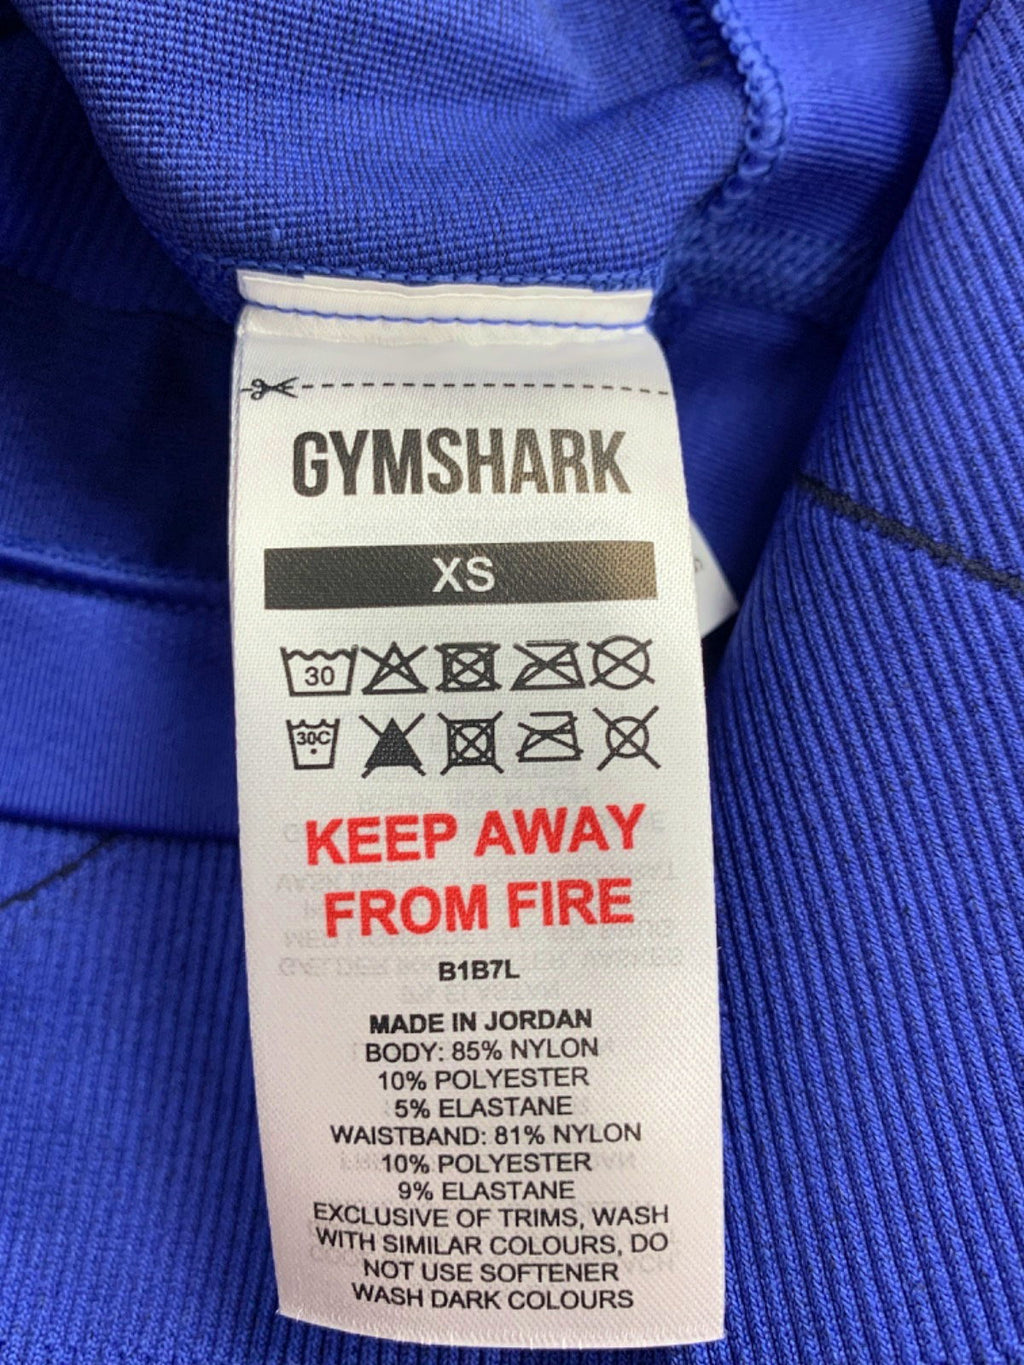 GYMSHARK
XS
30
30C
KEEP AWAY
FROM FIRE
B1B7L
MADE IN JORDAN
BODY: 85% NYLON
10% POLYESTER
5% ELASTANE
WAISTBAND: 81% NYLON
10% POLYESTER
9% ELASTANE
EXCLUSIVE OF TRIMS, WASH
WITH SIMILAR COLOURS, DO
NOT USE SOFTENER
WASH DARK COLOURS